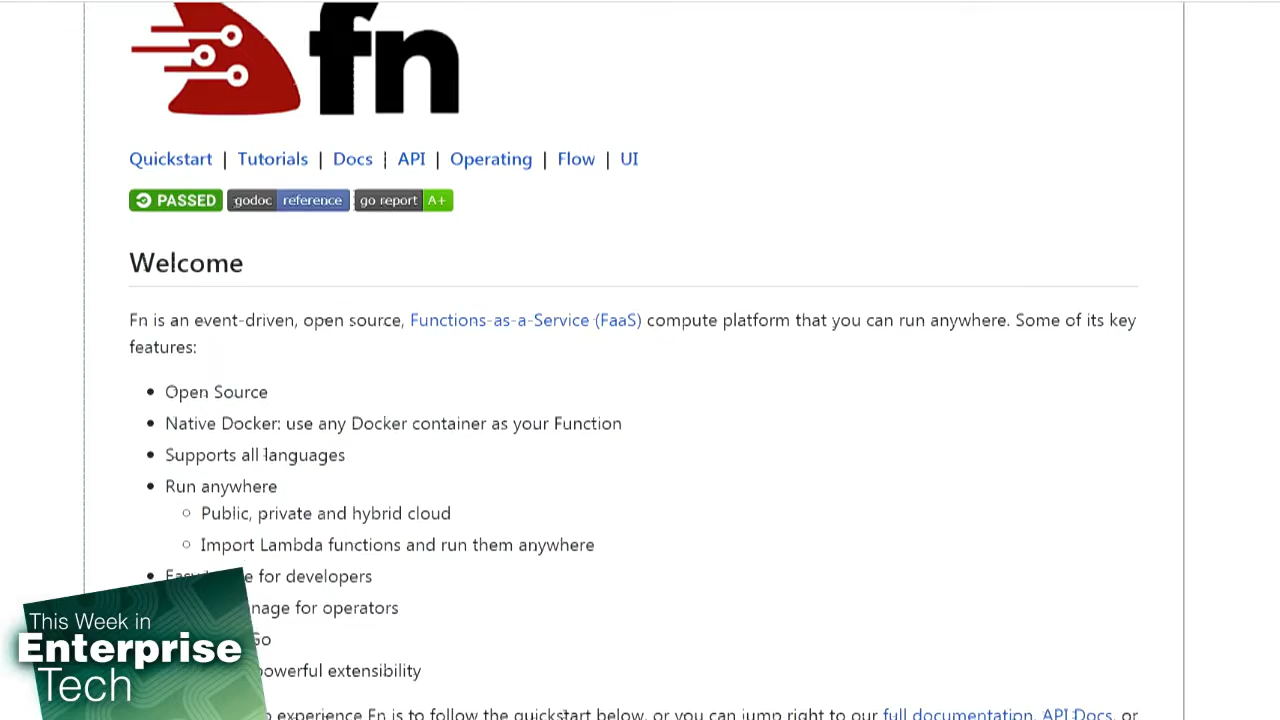 fn
Quickstart | Tutorials | Docs | API | Operating | Flow | UI
PASSED godoc reference go report A+
Welcome
Fn is an event-driven, open source, Functions-as-a-Service (FaaS) compute platform that you can run anywhere. Some of its key
features:
• Open Source
• Native Docker: use any Docker container as your Function
• Supports all languages
• Run anywhere
○ Public, private and hybrid cloud
○ Import Lambda functions and run them anywhere
• for developers
for operators
Go
powerful extensibility
experience Fn is to follow the quickstart below, or you can jump right to our full documentation, API Docs, or
This Week in
Enterprise
Tech